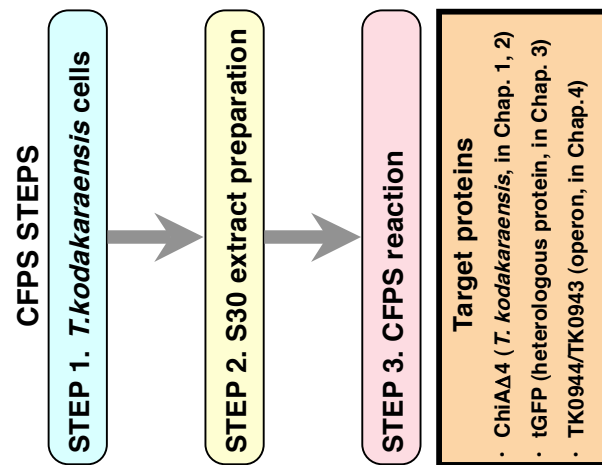 CFPS STEPS
STEP 1. T.kodakaraensis cells
STEP 2. S30 extract preparation
STEP 3. CFPS reaction
Target proteins
· ChiAΔ4 (T. kodakaraensis, in Chap. 1, 2)
· tGFP (heterologous protein, in Chap. 3)
· TK0944/TK0943 (operon, in Chap.4)